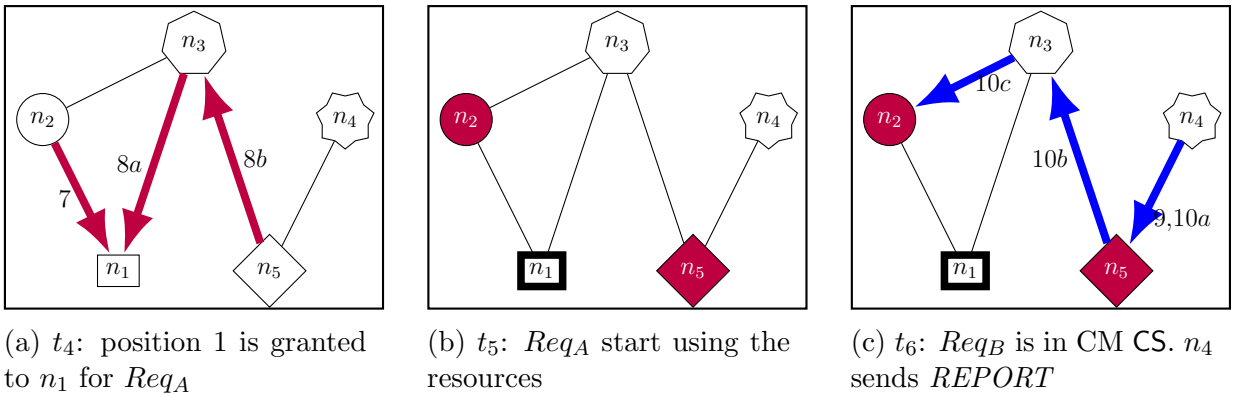 n3
n2
n4
8a
8b
7
n1
n5
n3
n2
n4
n1
n5
n3
10c
n2
n4
10b
9,10a
n1
n5
(a) t4: position 1 is granted
to n1 for ReqA
(b) t5: ReqA start using the
resources
(c) t6: ReqB is in CM CS. n4
sends REPORT